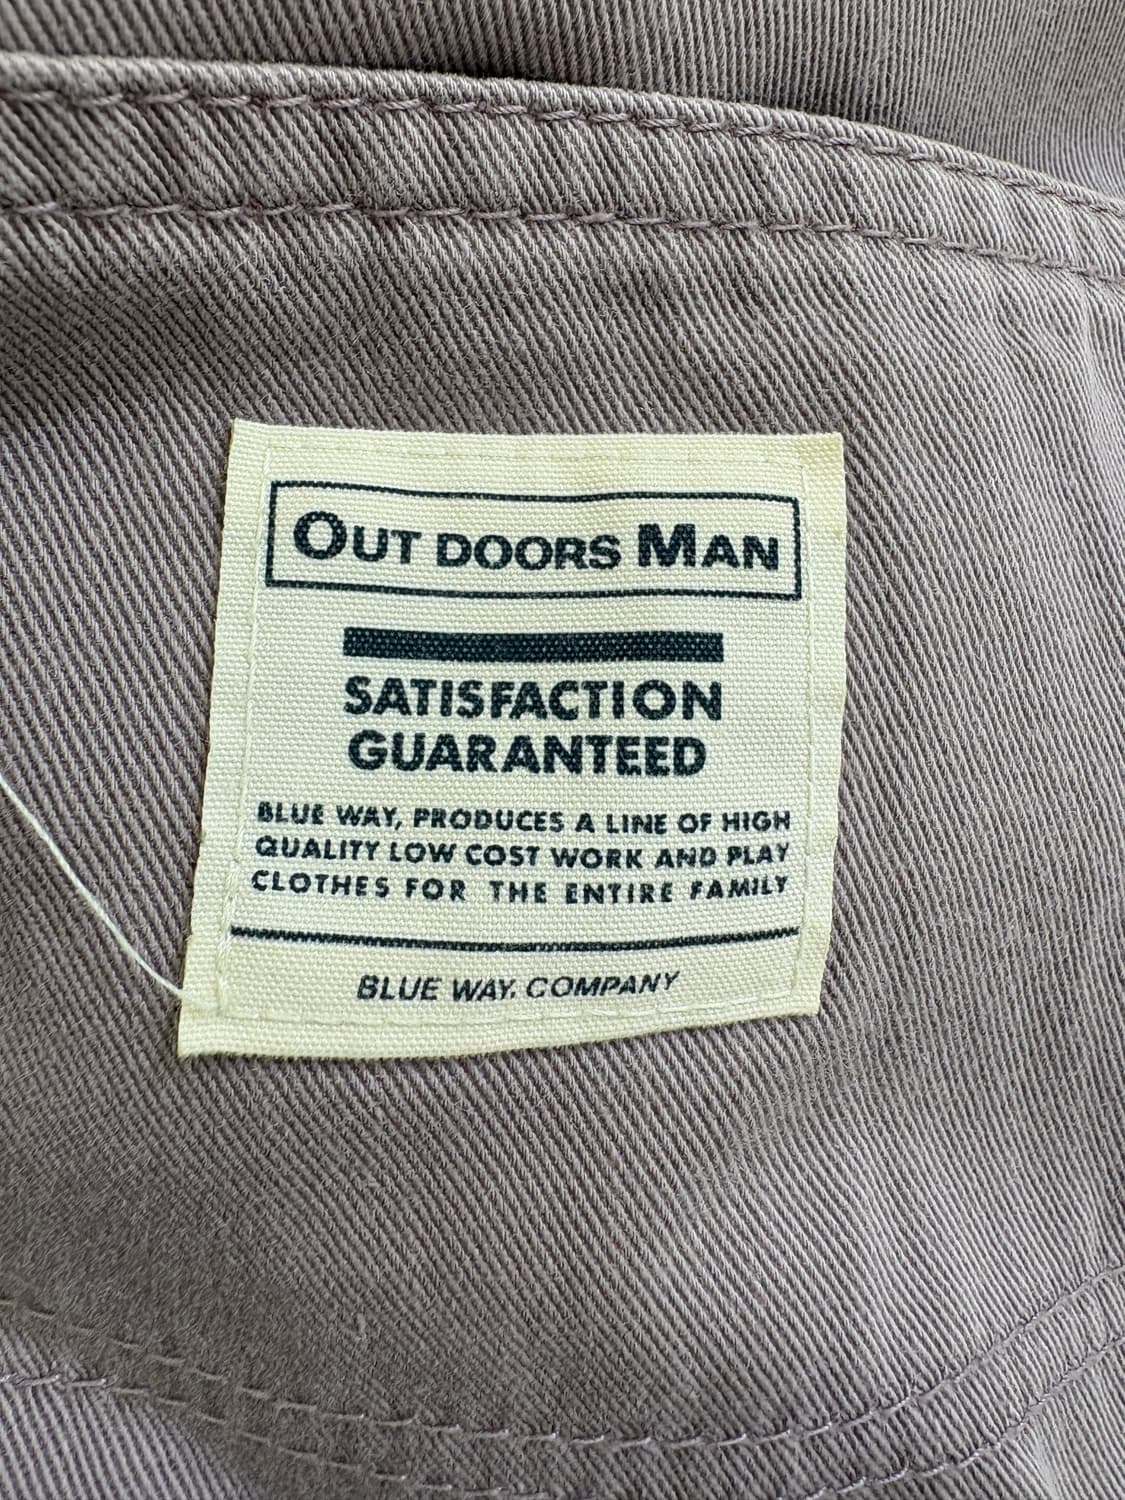 OUT DOORS MAN
SATISFACTION
GUARANTEED
BLUE WAY, PRODUCES A LINE OF HIGH
QUALITY LOW COST WORK AND PLAY
CLOTHES FOR THE ENTIRE FAMILY
BLUE WAY. COMPANY